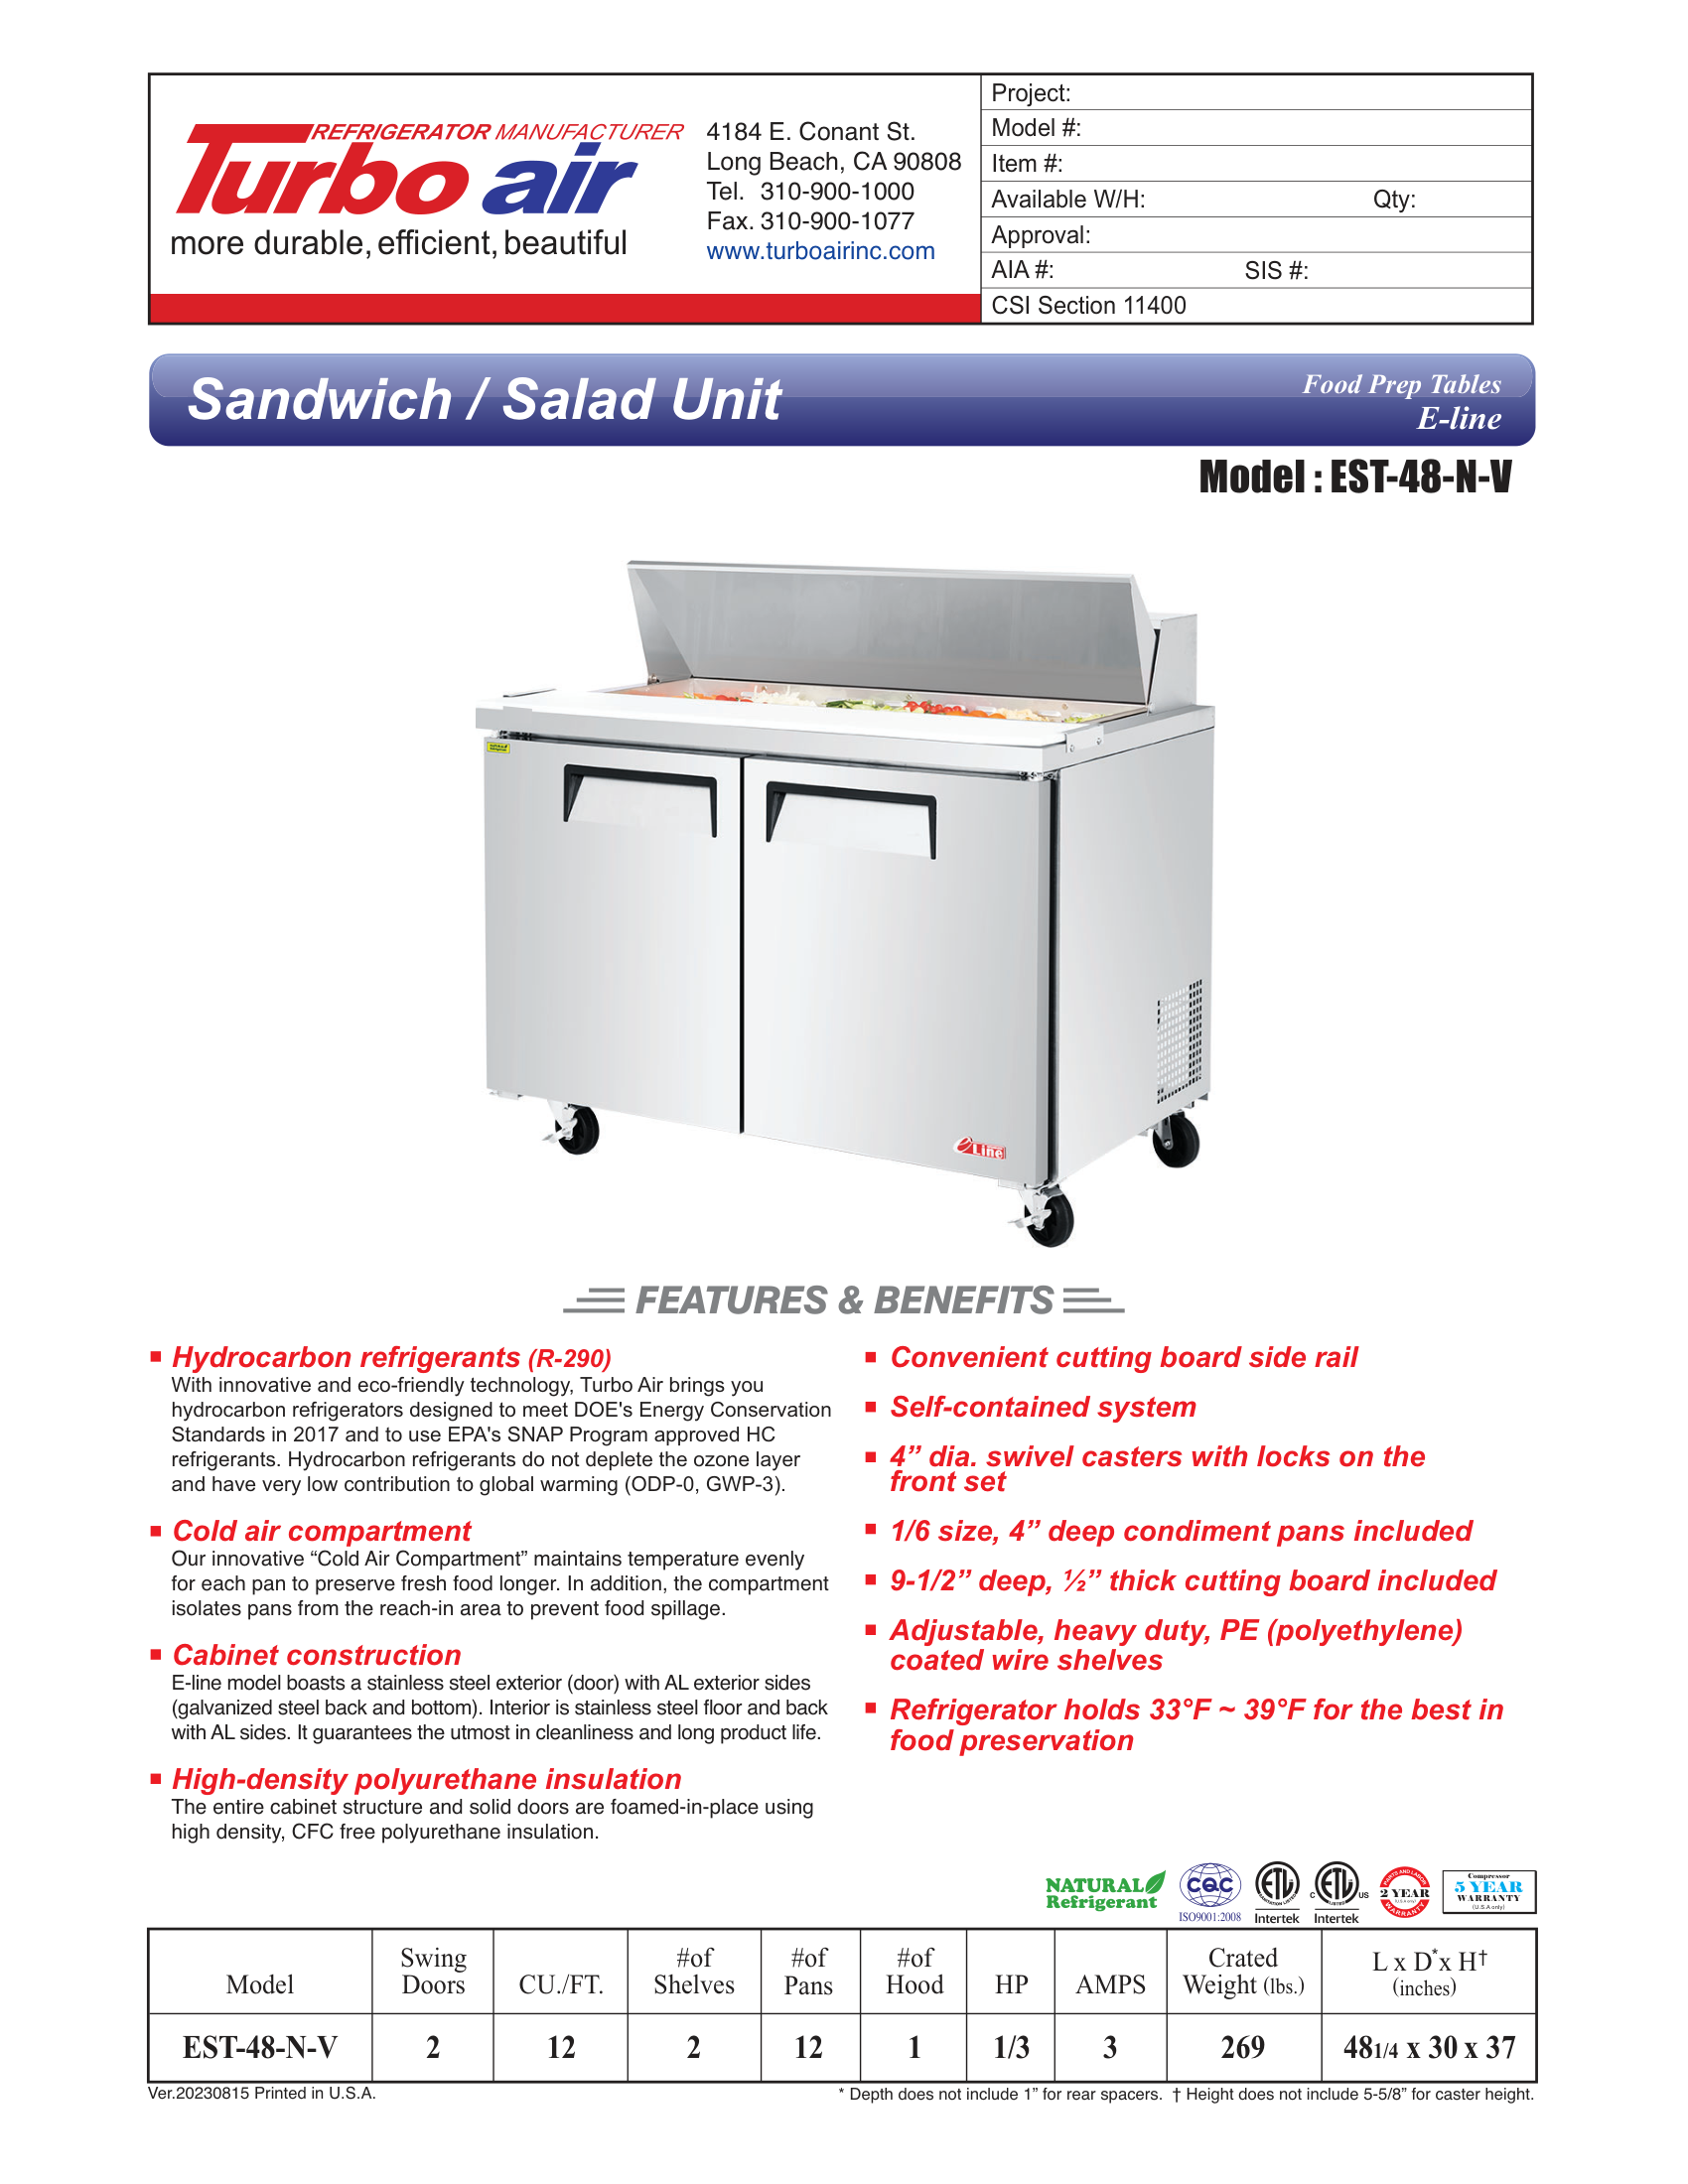 REFRIGERATOR MANUFACTURER
Turbo air
more durable, efficient, beautiful
4184 E. Conant St.
Long Beach, CA 90808
Tel. 310-900-1000
Fax. 310-900-1077
www.turboairinc.com
Project:
Model #:
Item #:
Available W/H: Qty:
Approval:
AIA #: SIS #:
CSI Section 11400
Sandwich / Salad Unit
Food Prep Tables
E-line
Model : EST-48-N-V
e Line
FEATURES & BENEFITS
Hydrocarbon refrigerants (R-290)
With innovative and eco-friendly technology, Turbo Air brings you
hydrocarbon refrigerators designed to meet DOE's Energy Conservation
Standards in 2017 and to use EPA's SNAP Program approved HC
refrigerants. Hydrocarbon refrigerants do not deplete the ozone layer
and have very low contribution to global warming (ODP-0, GWP-3).
Cold air compartment
Our innovative “Cold Air Compartment” maintains temperature evenly
for each pan to preserve fresh food longer. In addition, the compartment
isolates pans from the reach-in area to prevent food spillage.
Cabinet construction
E-line model boasts a stainless steel exterior (door) with AL exterior sides
(galvanized steel back and bottom). Interior is stainless steel floor and back
with AL sides. It guarantees the utmost in cleanliness and long product life.
High-density polyurethane insulation
The entire cabinet structure and solid doors are foamed-in-place using
high density, CFC free polyurethane insulation.
Convenient cutting board side rail
Self-contained system
4” dia. swivel casters with locks on the
front set
1/6 size, 4” deep condiment pans included
9-1/2” deep, ½” thick cutting board included
Adjustable, heavy duty, PE (polyethylene)
coated wire shelves
Refrigerator holds 33°F ~ 39°F for the best in
food preservation
NATURAL
Refrigerant
CQC
ISO9001:2008
ETL
Intertek
C ETL US
Intertek
PARTS AND LABOR
2 YEAR
WARRANTY
Compressor
5 YEAR
WARRANTY
(U.S.A only)
Model Swing Doors CU./FT. #of Shelves #of Pans #of Hood HP AMPS Crated Weight (lbs.) L x D* x H† (inches)
EST-48-N-V 2 12 2 12 1 1/3 3 269 481/4 x 30 x 37
Ver.20230815 Printed in U.S.A.
* Depth does not include 1” for rear spacers. † Height does not include 5-5/8” for caster height.